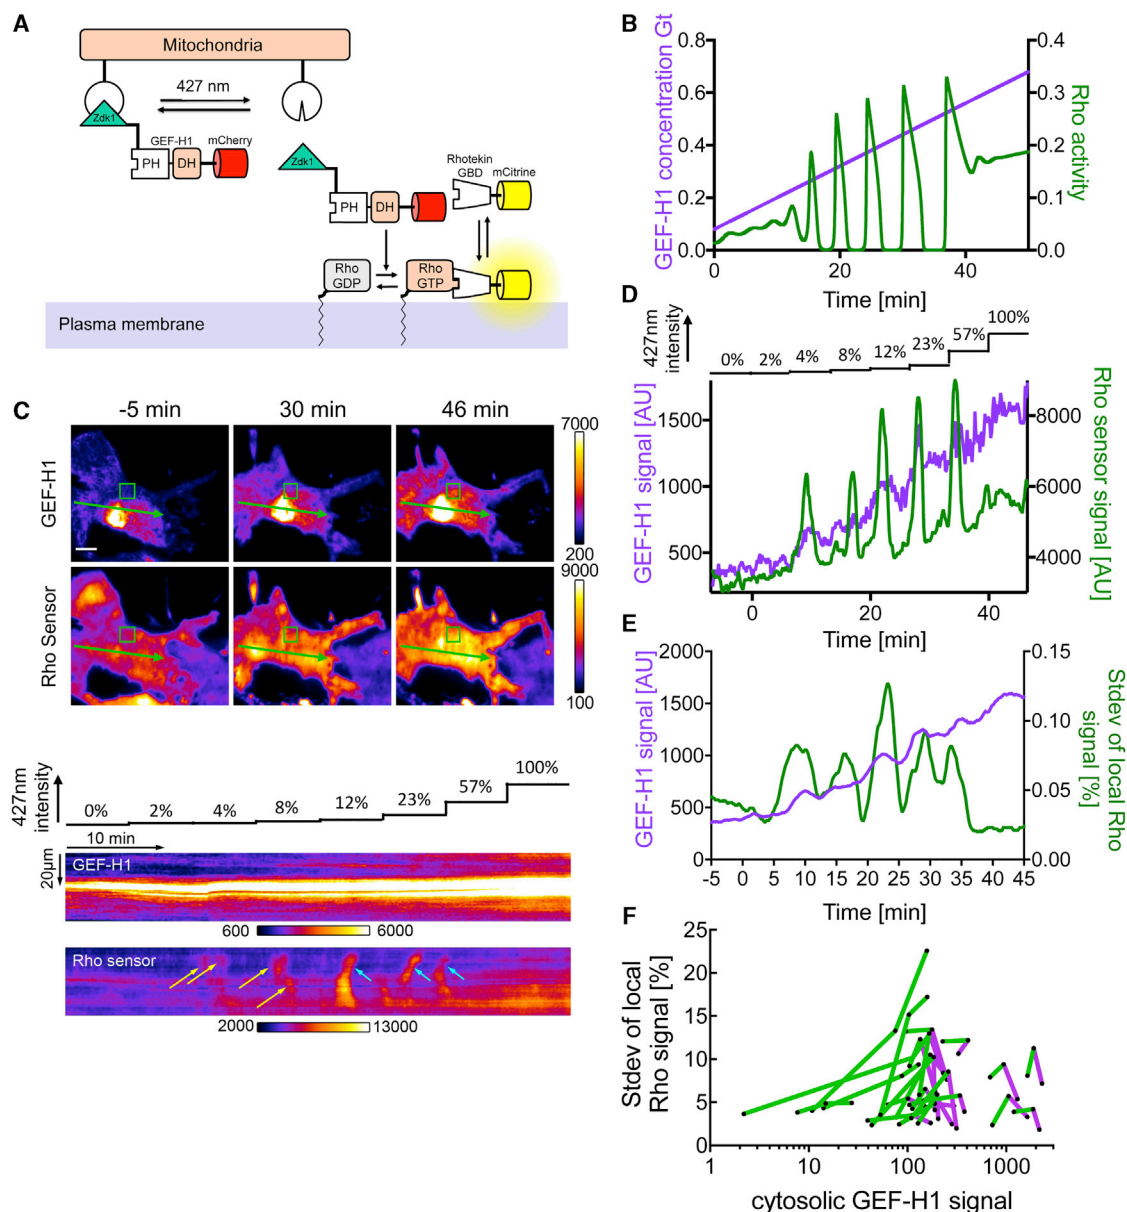 A
Mitochondria
427 nm
Zdk1
GEF-H1
mCherry
PH
DH
Zdk1
Rhotekin
GBD
mCitrine
PH
DH
Rho
GDP
Rho
GTP
Plasma membrane
B
GEF-H1 concentration Gt
0.8
0.6
0.4
0.2
0.0
0.4
0.3
0.2
0.1
0.0
Rho activity
0
20
40
Time [min]
C
-5 min
30 min
46 min
GEF-H1
7000
200
Rho Sensor
9000
100
427nm
intensity
0%
2%
4%
8%
12%
23%
57%
100%
10 min
20µm
GEF-H1
600
6000
Rho sensor
2000
13000
D
427nm
intensity
0%
2%
4%
8%
12%
23%
57%
100%
GEF-H1 signal [AU]
1500
1000
500
8000
6000
4000
Rho sensor
signal [AU]
0
20
40
Time [min]
E
GEF-H1 signal [AU]
2000
1500
1000
500
0
0.15
0.10
0.05
0.00
Stdev of local Rho
signal [%]
-5
0
5
10
15
20
25
30
35
40
45
Time [min]
F
Stdev of local
Rho signal [%]
25
20
15
10
5
0
1
10
100
1000
cytosolic GEF-H1 signal